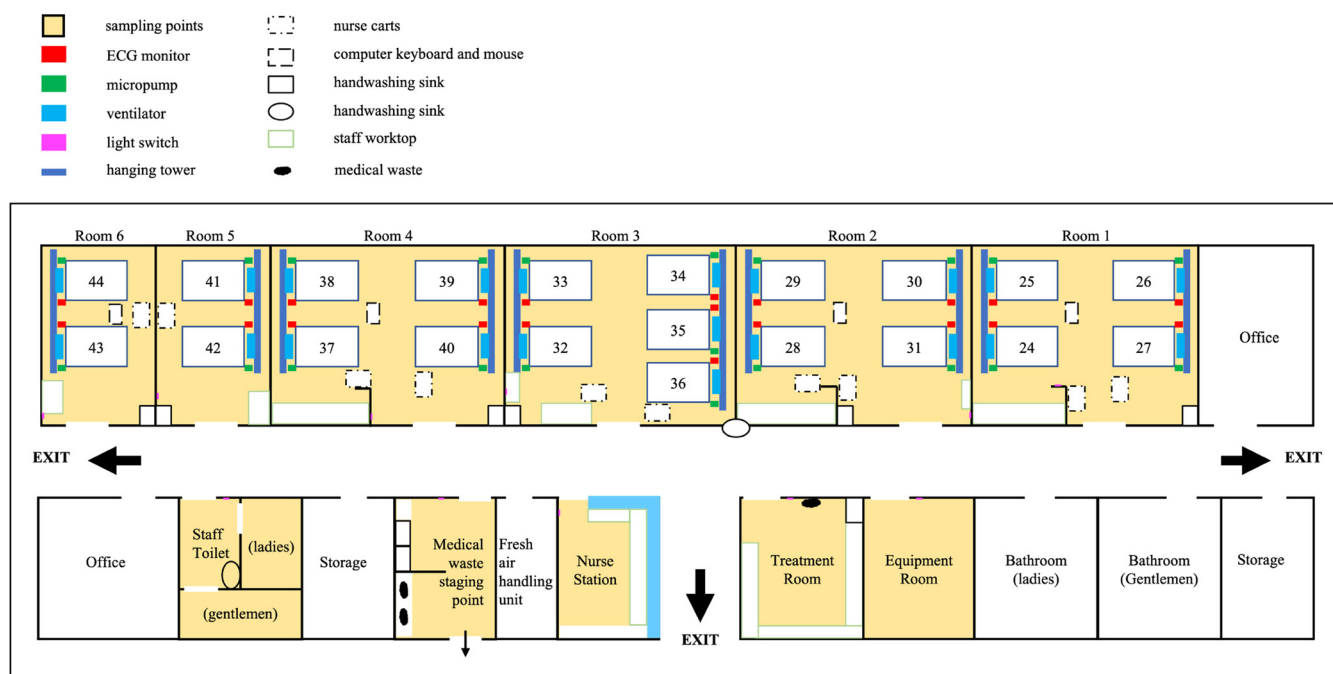 sampling points
ECG monitor
micropump
ventilator
light switch
hanging tower
nurse carts
computer keyboard and mouse
handwashing sink
handwashing sink
staff worktop
medical waste
Room 6
Room 5
Room 4
Room 3
Room 2
Room 1
44
41
38
39
33
34
29
30
25
26
35
43
42
37
40
32
36
28
31
24
27
Office
EXIT
EXIT
Office
Staff
Toilet
(ladies)
(gentlemen)
Storage
Medical
waste
staging
point
Fresh
air
handling
unit
Nurse
Station
EXIT
Treatment
Room
Equipment
Room
Bathroom
(ladies)
Bathroom
(Gentlemen)
Storage